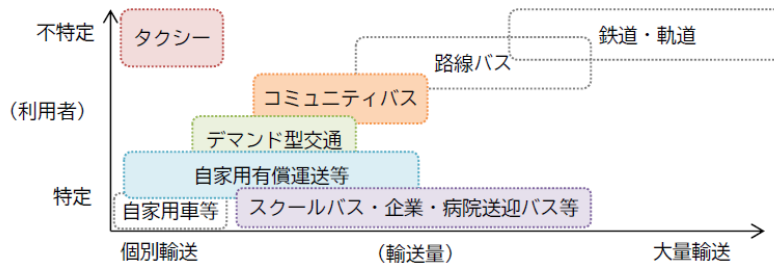 不特定
タクシー
鉄道・軌道
路線バス
コミュニティバス
（利用者）
デマンド型交通
自家用有償運送等
特定
自家用車等
スクールバス・企業・病院送迎バス等
個別輸送
（輸送量）
大量輸送